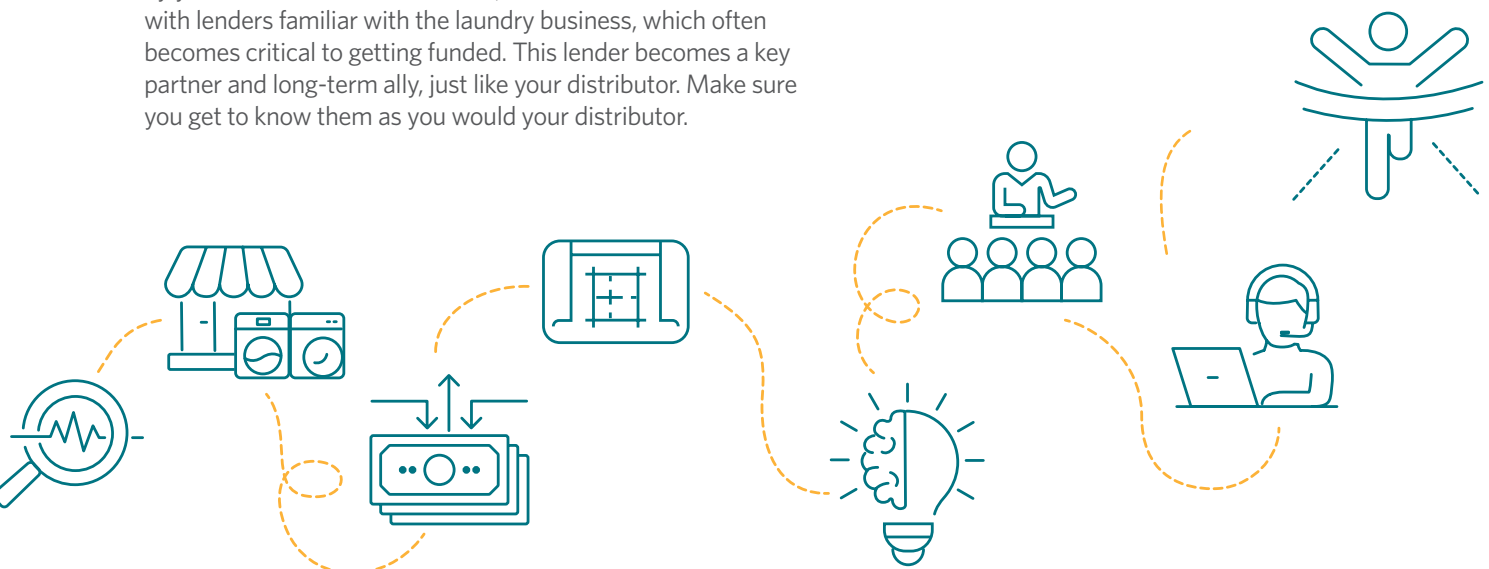 with lenders familiar with the laundry business, which often
becomes critical to getting funded. This lender becomes a key
partner and long-term ally, just like your distributor. Make sure
you get to know them as you would your distributor.